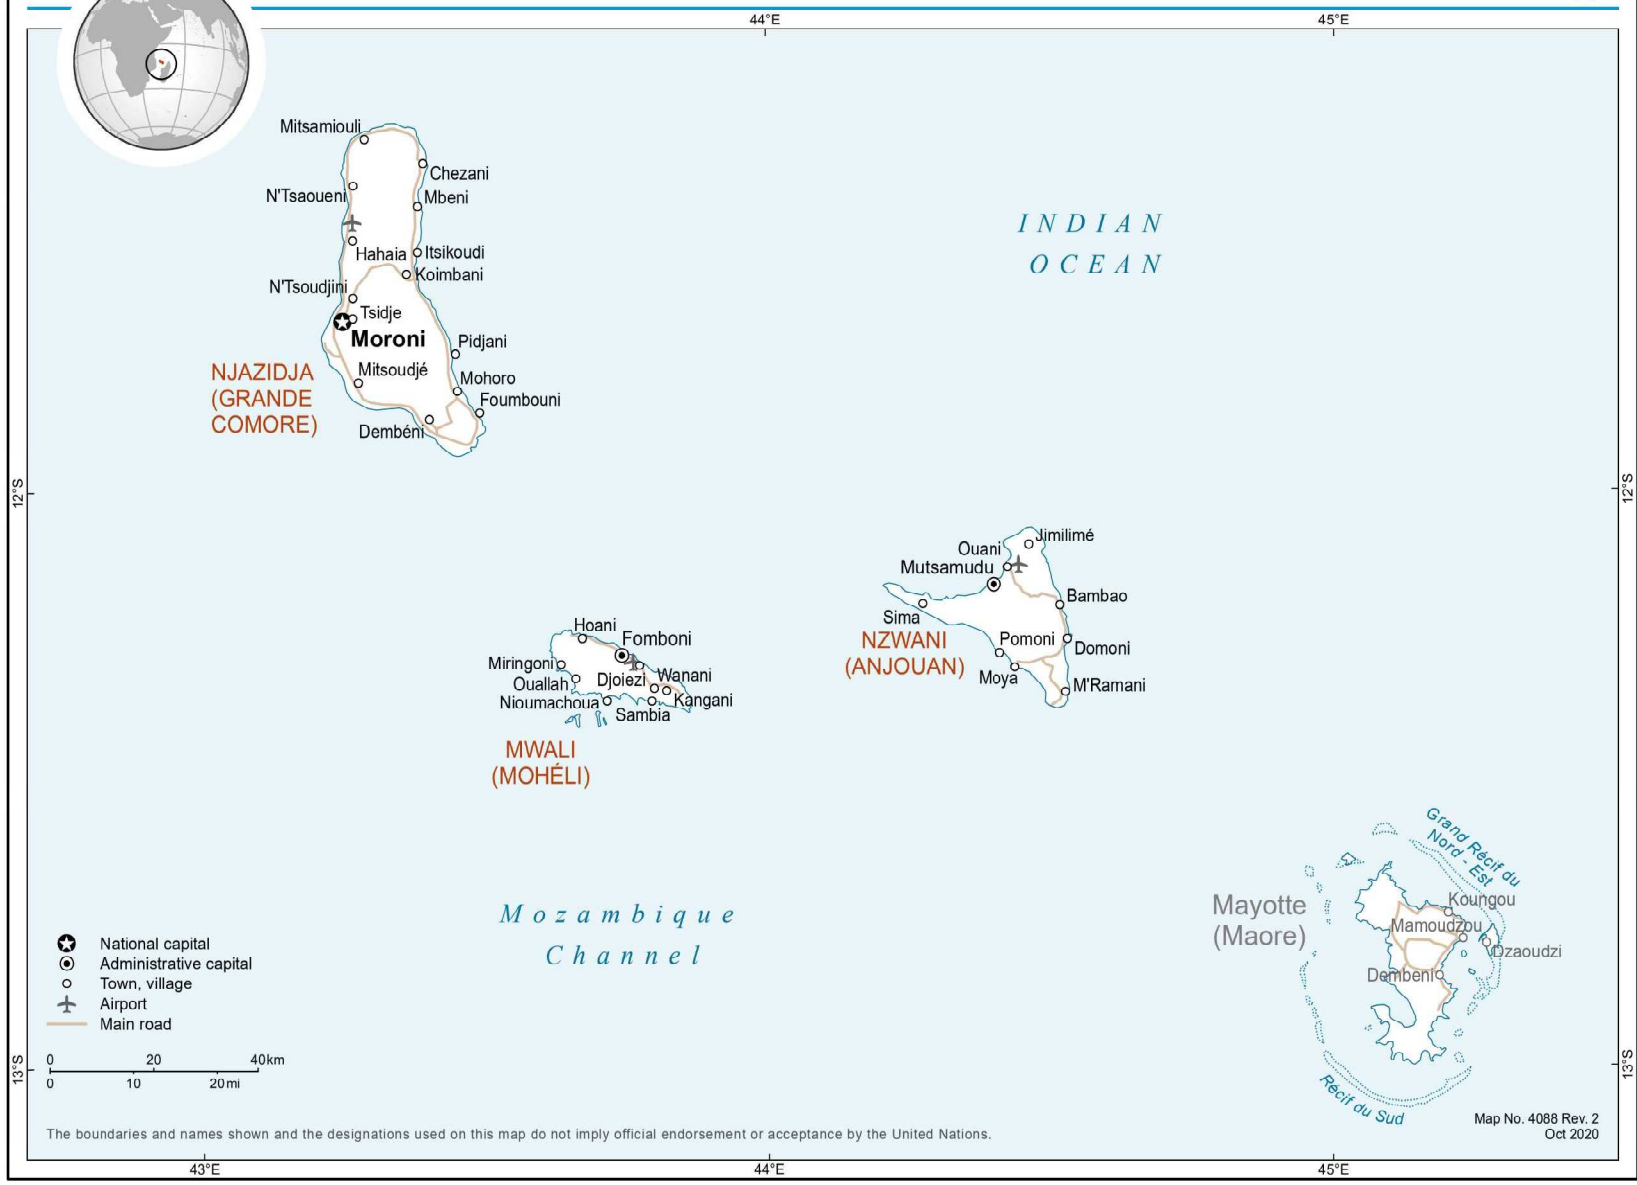 44°E
45°E
Mitsamiouli
Chezani
N'Tsaoueni
Mbeni
INDIAN
OCEAN
Hahaia
Itsikoudi
Koimbani
N'Tsoudjini
Tsidje
Moroni
Pidjani
NJAZIDJA
(GRANDE
COMORE)
Mitsoudjé
Mohoro
Foumbouni
Dembéni
12°S
12°S
Jimilimé
Ouani
Mutsamudu
Bambao
Sima
NZWANI
(ANJOUAN)
Pomoni
Domoni
Moya
M'Ramani
Hoani
Fomboni
Miringoni
Wanani
Ouallah
Djoiezi
Nioumachoua
Kangani
Sambia
MWALI
(MOHÉLI)
Grand Récif du
Nord - Est
Mayotte
(Maore)
Koungou
Mamoudzou
Dzaoudzi
Dembeni
Récif du Sud
Mozambique
Channel
National capital
Administrative capital
Town, village
Airport
Main road
0 20 40 km
0 10 20 mi
13°S
13°S
Map No. 4088 Rev. 2
Oct 2020
The boundaries and names shown and the designations used on this map do not imply official endorsement or acceptance by the United Nations.
43°E
44°E
45°E